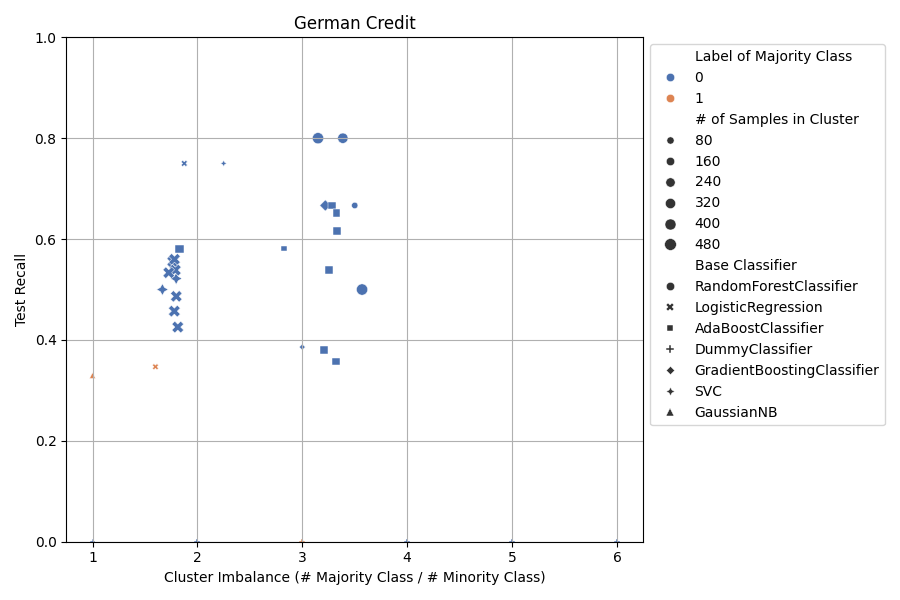 German Credit
Test Recall
1.0
0.8
0.6
0.4
0.2
0.0
1 2 3 4 5 6
Cluster Imbalance (# Majority Class / # Minority Class)
Label of Majority Class
0
1
# of Samples in Cluster
80
160
240
320
400
480
Base Classifier
RandomForestClassifier
LogisticRegression
AdaBoostClassifier
DummyClassifier
GradientBoostingClassifier
SVC
GaussianNB